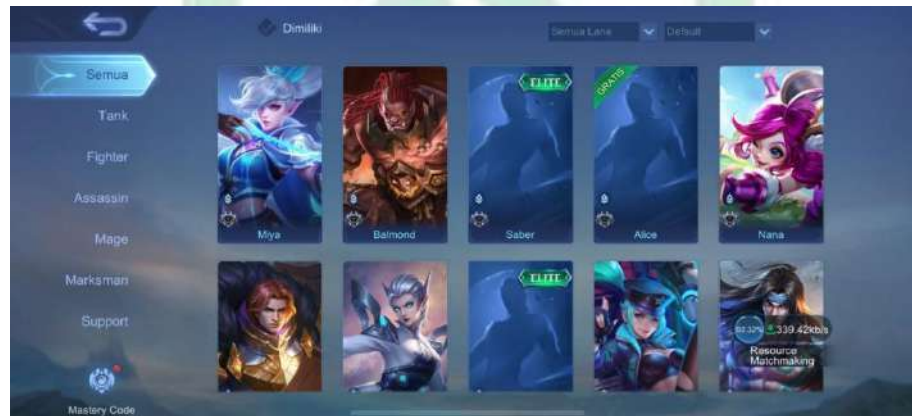 Dimiliki
Semua Lane
Default
Semua
Tank
Fighter
Assassin
Mage
Marksman
Support
Mastery Code
ELITE
GRATIS
Miya
Balmond
Saber
Alice
Nana
ELITE
339.42kb/s
Resource
Matchmaking